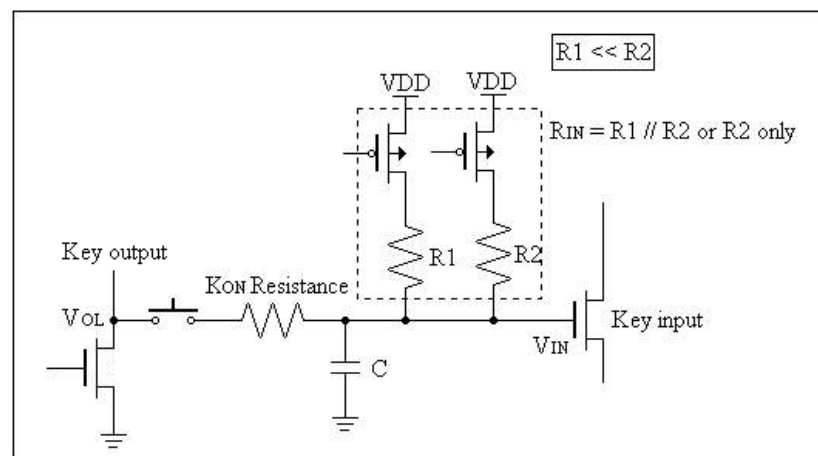 R1 << R2
VDD
VDD
RIN = R1 // R2 or R2 only
R1
R2
Key output
KON Resistance
VOL
VIN
Key input
C